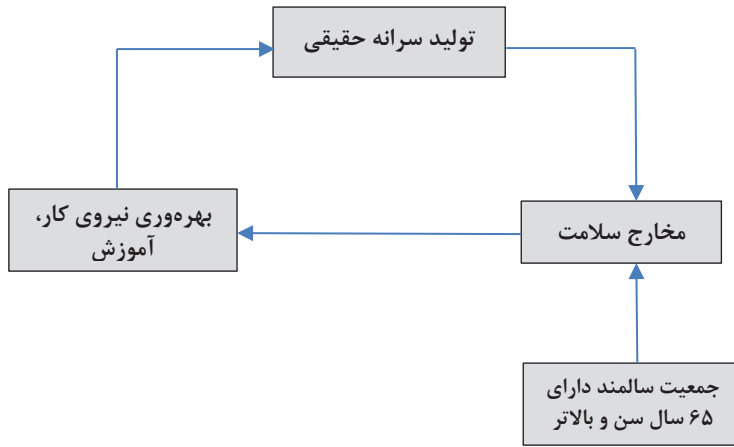 تولید سرانه حقیقی
بهره‌وری نیروی کار،
آموزش
مخارج سلامت
جمعیت سالمند دارای
۶۵ سال سن و بالاتر